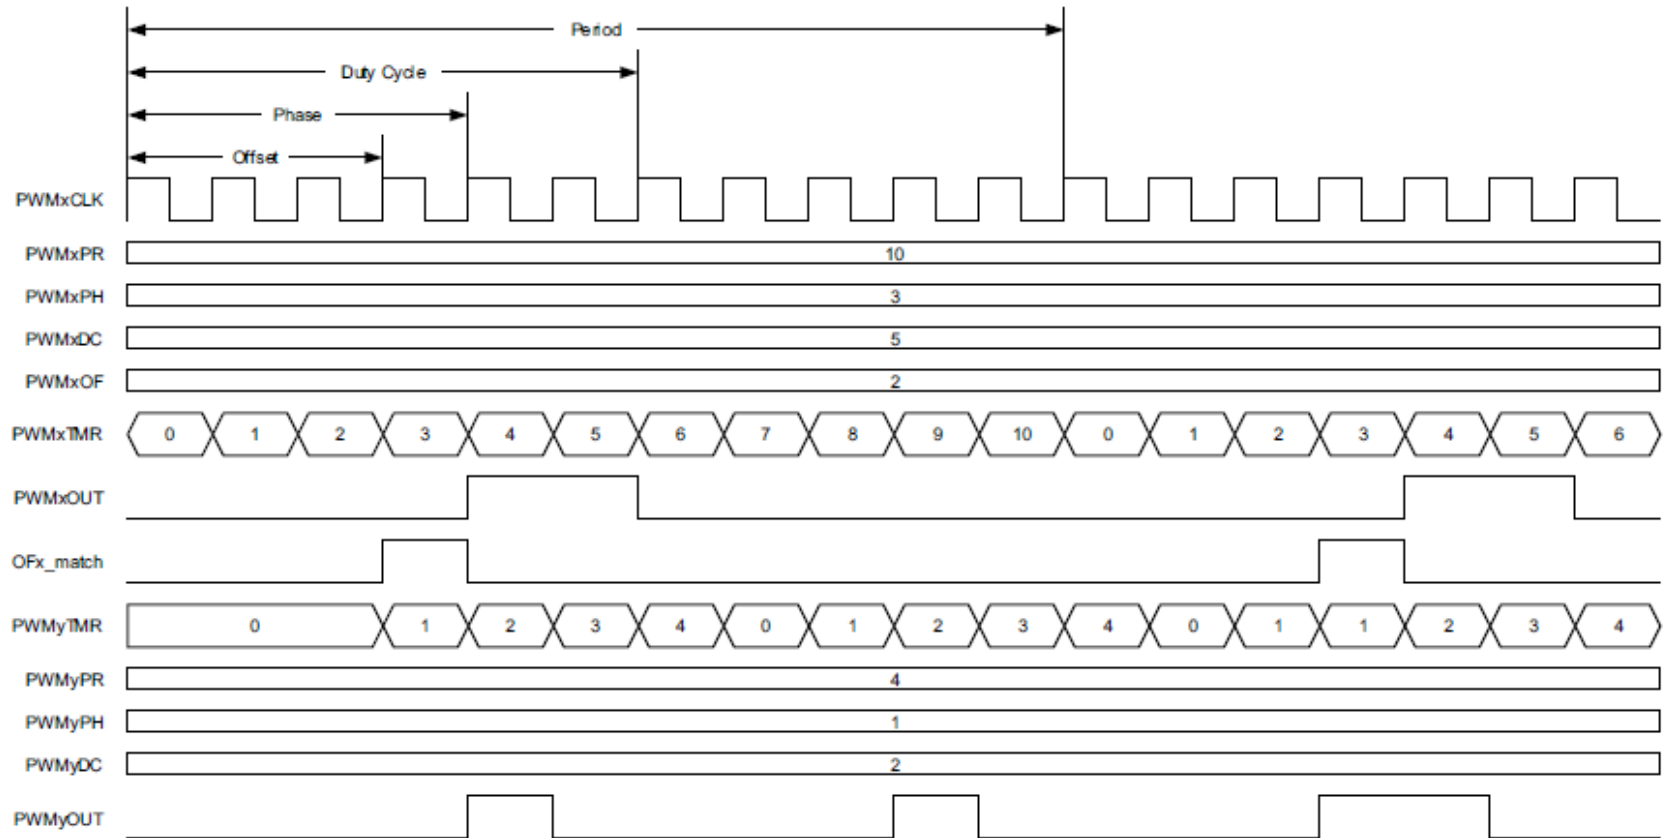 Period
Duty Cycle
Phase
Offset
PWMxCLK
PWMxPR 10
PWMxPH 3
PWMxDC 5
PWMxOF 2
PWMxTMR 0 1 2 3 4 5 6 7 8 9 10 0 1 2 3 4 5 6
PWMxOUT
OFx_match
PWMyTMR 0 1 2 3 4 0 1 2 3 4 0 1 1 2 3 4
PWMyPR 4
PWMyPH 1
PWMyDC 2
PWMyOUT